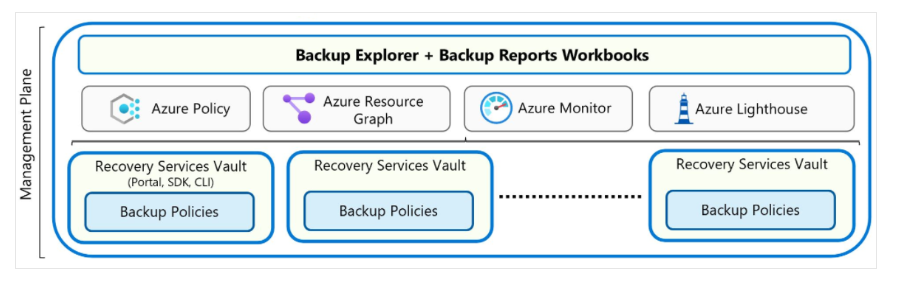 Management Plane
Backup Explorer + Backup Reports Workbooks
Azure Policy
Azure Resource
Graph
Azure Monitor
Azure Lighthouse
Recovery Services Vault
(Portal, SDK, CLI)
Backup Policies
Recovery Services Vault
Backup Policies
Recovery Services Vault
Backup Policies